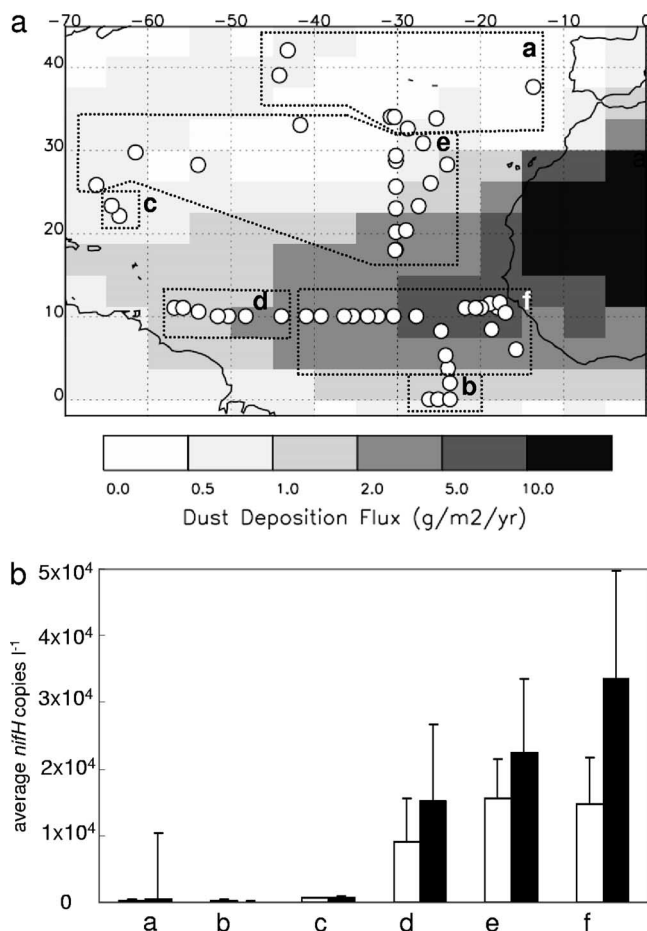 a
−70 −60 −50 −40 −30 −20 −10 0
40
30
20
10
0
a
e
c
d
f
b
0.0 0.5 1.0 2.0 5.0 10.0
Dust Deposition Flux (g/m2/yr)
b
5x10⁴
4x10⁴
3x10⁴
2x10⁴
1x10⁴
0
average nifH copies l⁻¹
a b c d e f